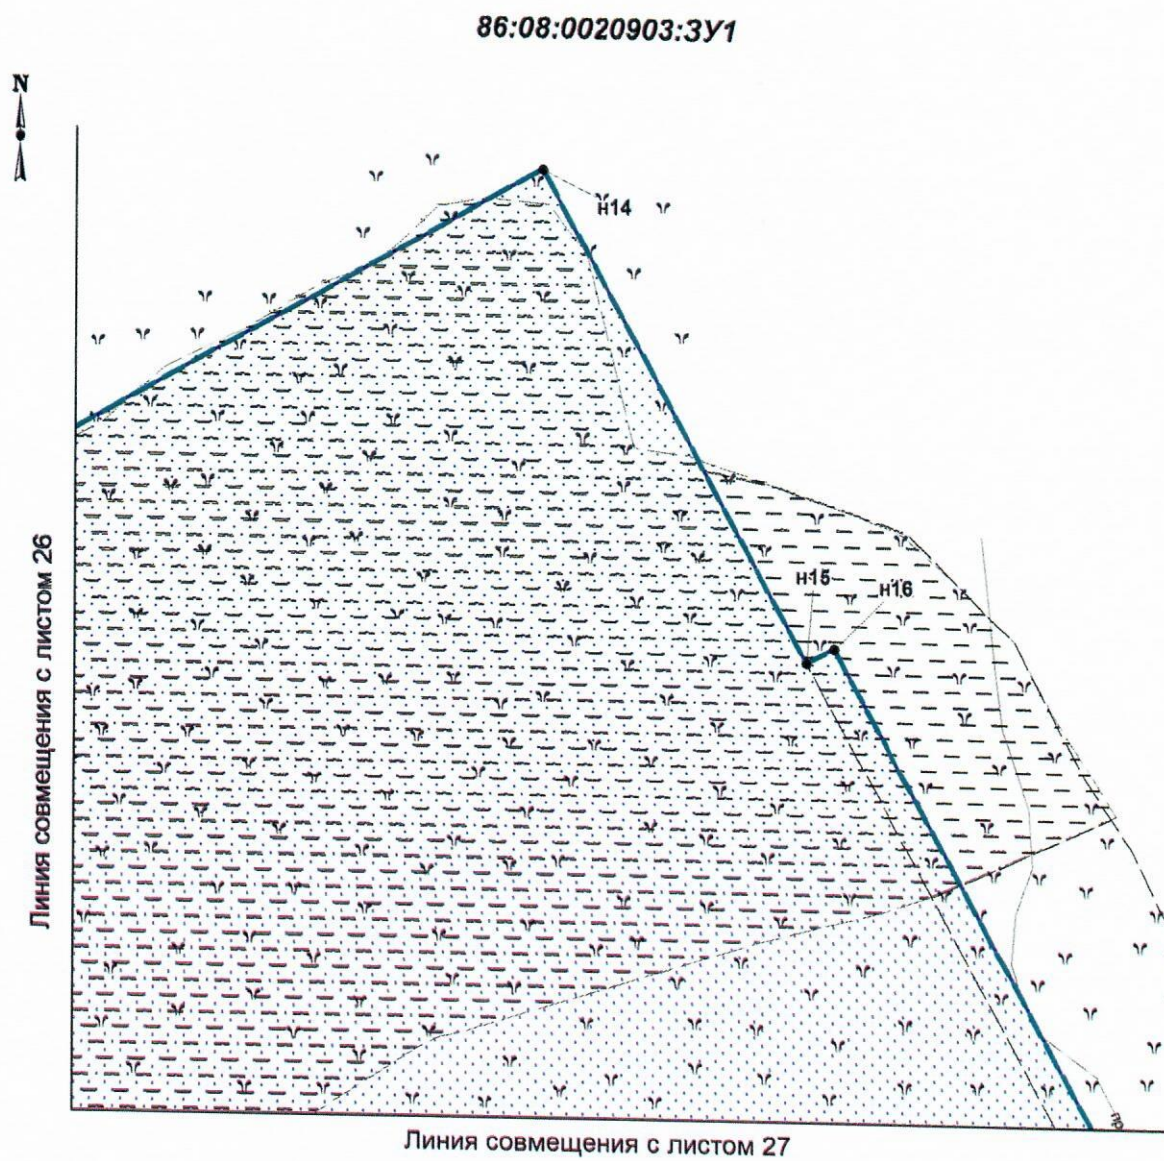 86:08:0020903:ЗУ1
N
н14
н15
н16
Линия совмещения с листом 26
Линия совмещения с листом 27